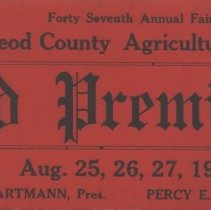 Forty Seventh Annual Fair
eod County Agricultu
d Premi
Aug. 25, 26, 27, 19
ARTMANN, Pres. PERCY E.